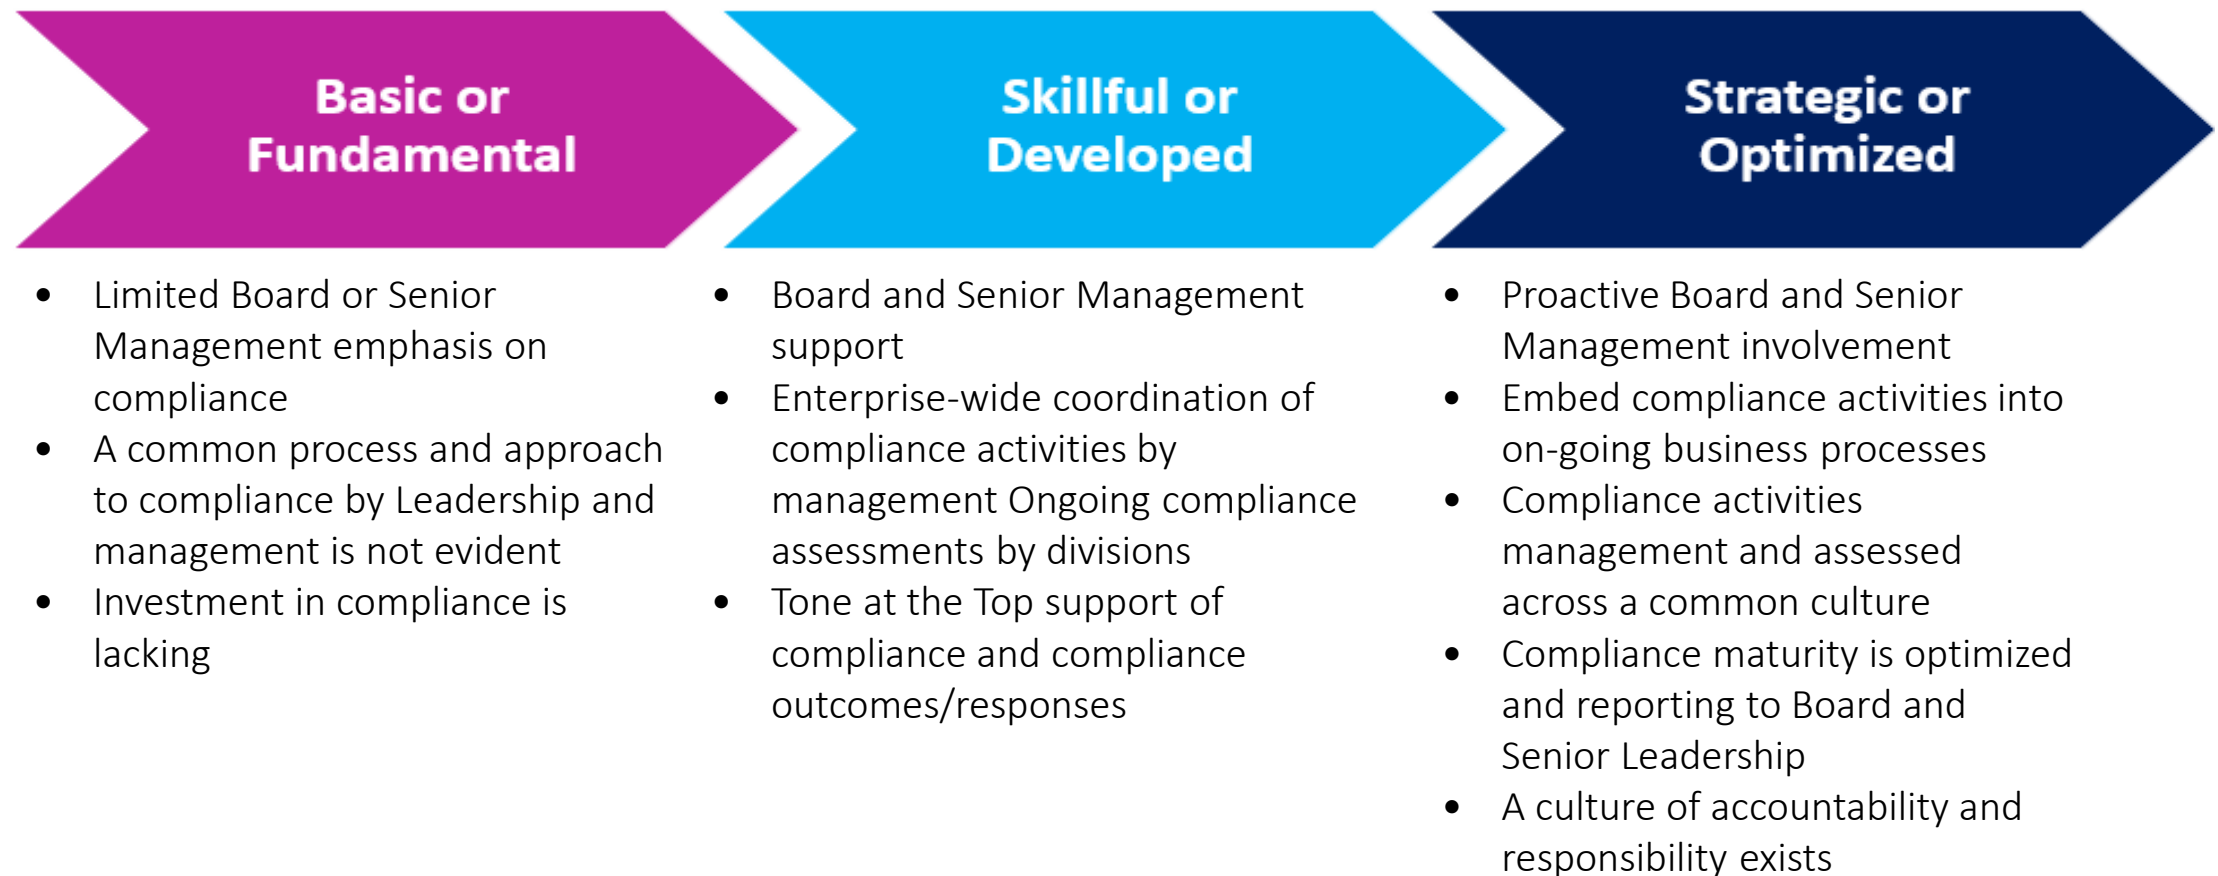 Basic or
Fundamental
Skillful or
Developed
Strategic or
Optimized
• Limited Board or Senior
Management emphasis on
compliance
• A common process and approach
to compliance by Leadership and
management is not evident
• Investment in compliance is
lacking
• Board and Senior Management
support
• Enterprise-wide coordination of
compliance activities by
management Ongoing compliance
assessments by divisions
• Tone at the Top support of
compliance and compliance
outcomes/responses
• Proactive Board and Senior
Management involvement
• Embed compliance activities into
on-going business processes
• Compliance activities
management and assessed
across a common culture
• Compliance maturity is optimized
and reporting to Board and
Senior Leadership
• A culture of accountability and
responsibility exists